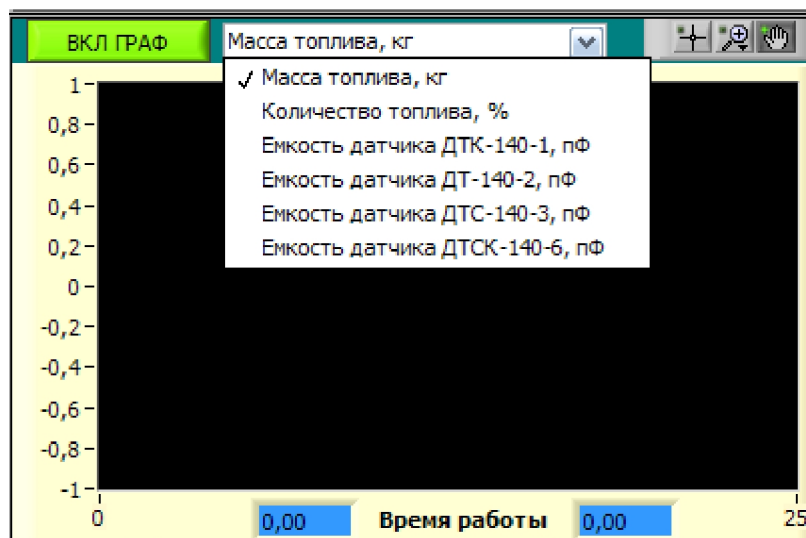 ВКЛ ГРАФ
Масса топлива, кг
Масса топлива, кг
Количество топлива, %
Емкость датчика ДТК-140-1, пФ
Емкость датчика ДТ-140-2, пФ
Емкость датчика ДТС-140-3, пФ
Емкость датчика ДТСК-140-6, пФ
1
0,8
0,6
0,4
0,2
0
-0,2
-0,4
-0,6
-0,8
-1
0
25
0,00 Время работы 0,00